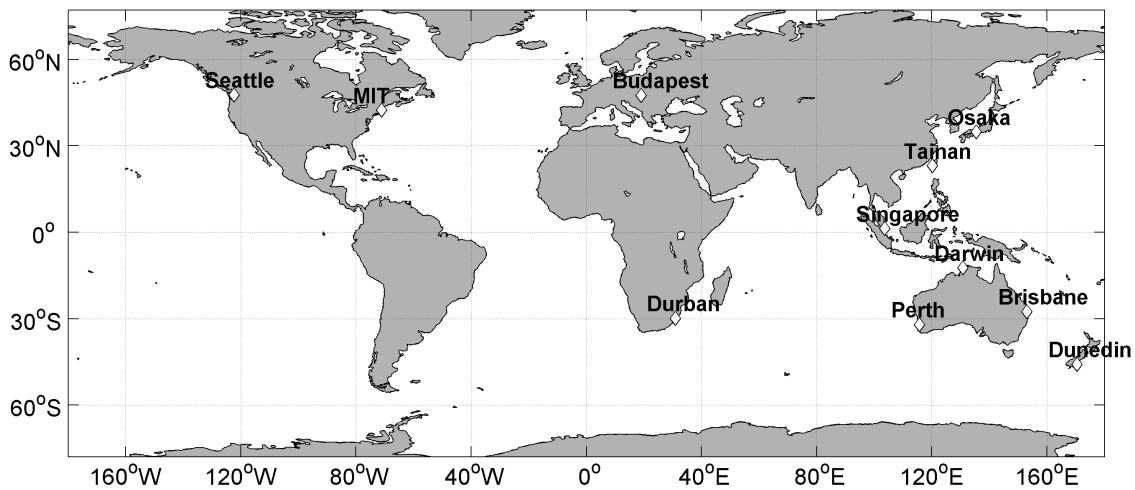 60°N
30°N
0°
30°S
60°S
Seattle
MIT
Budapest
Osaka
Tainan
Singapore
Darwin
Durban
Perth
Brisbane
Dunedin
160°W 120°W 80°W 40°W 0° 40°E 80°E 120°E 160°E